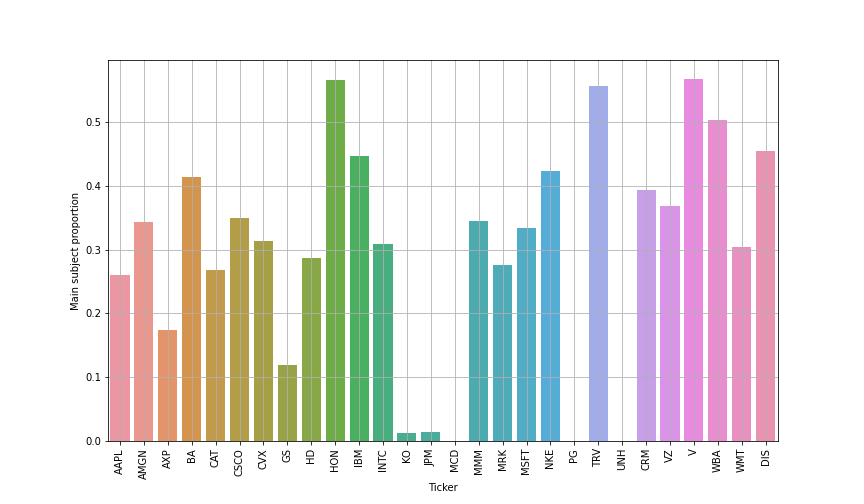 Main subject proportion
0.5
0.4
0.3
0.2
0.1
0.0
AAPL AMGN AXP BA CAT CSCO CVX GS HD HON IBM INTC KO JPM MCD MMM MRK MSFT NKE PG TRV UNH CRM VZ V WBA WMT DIS
Ticker